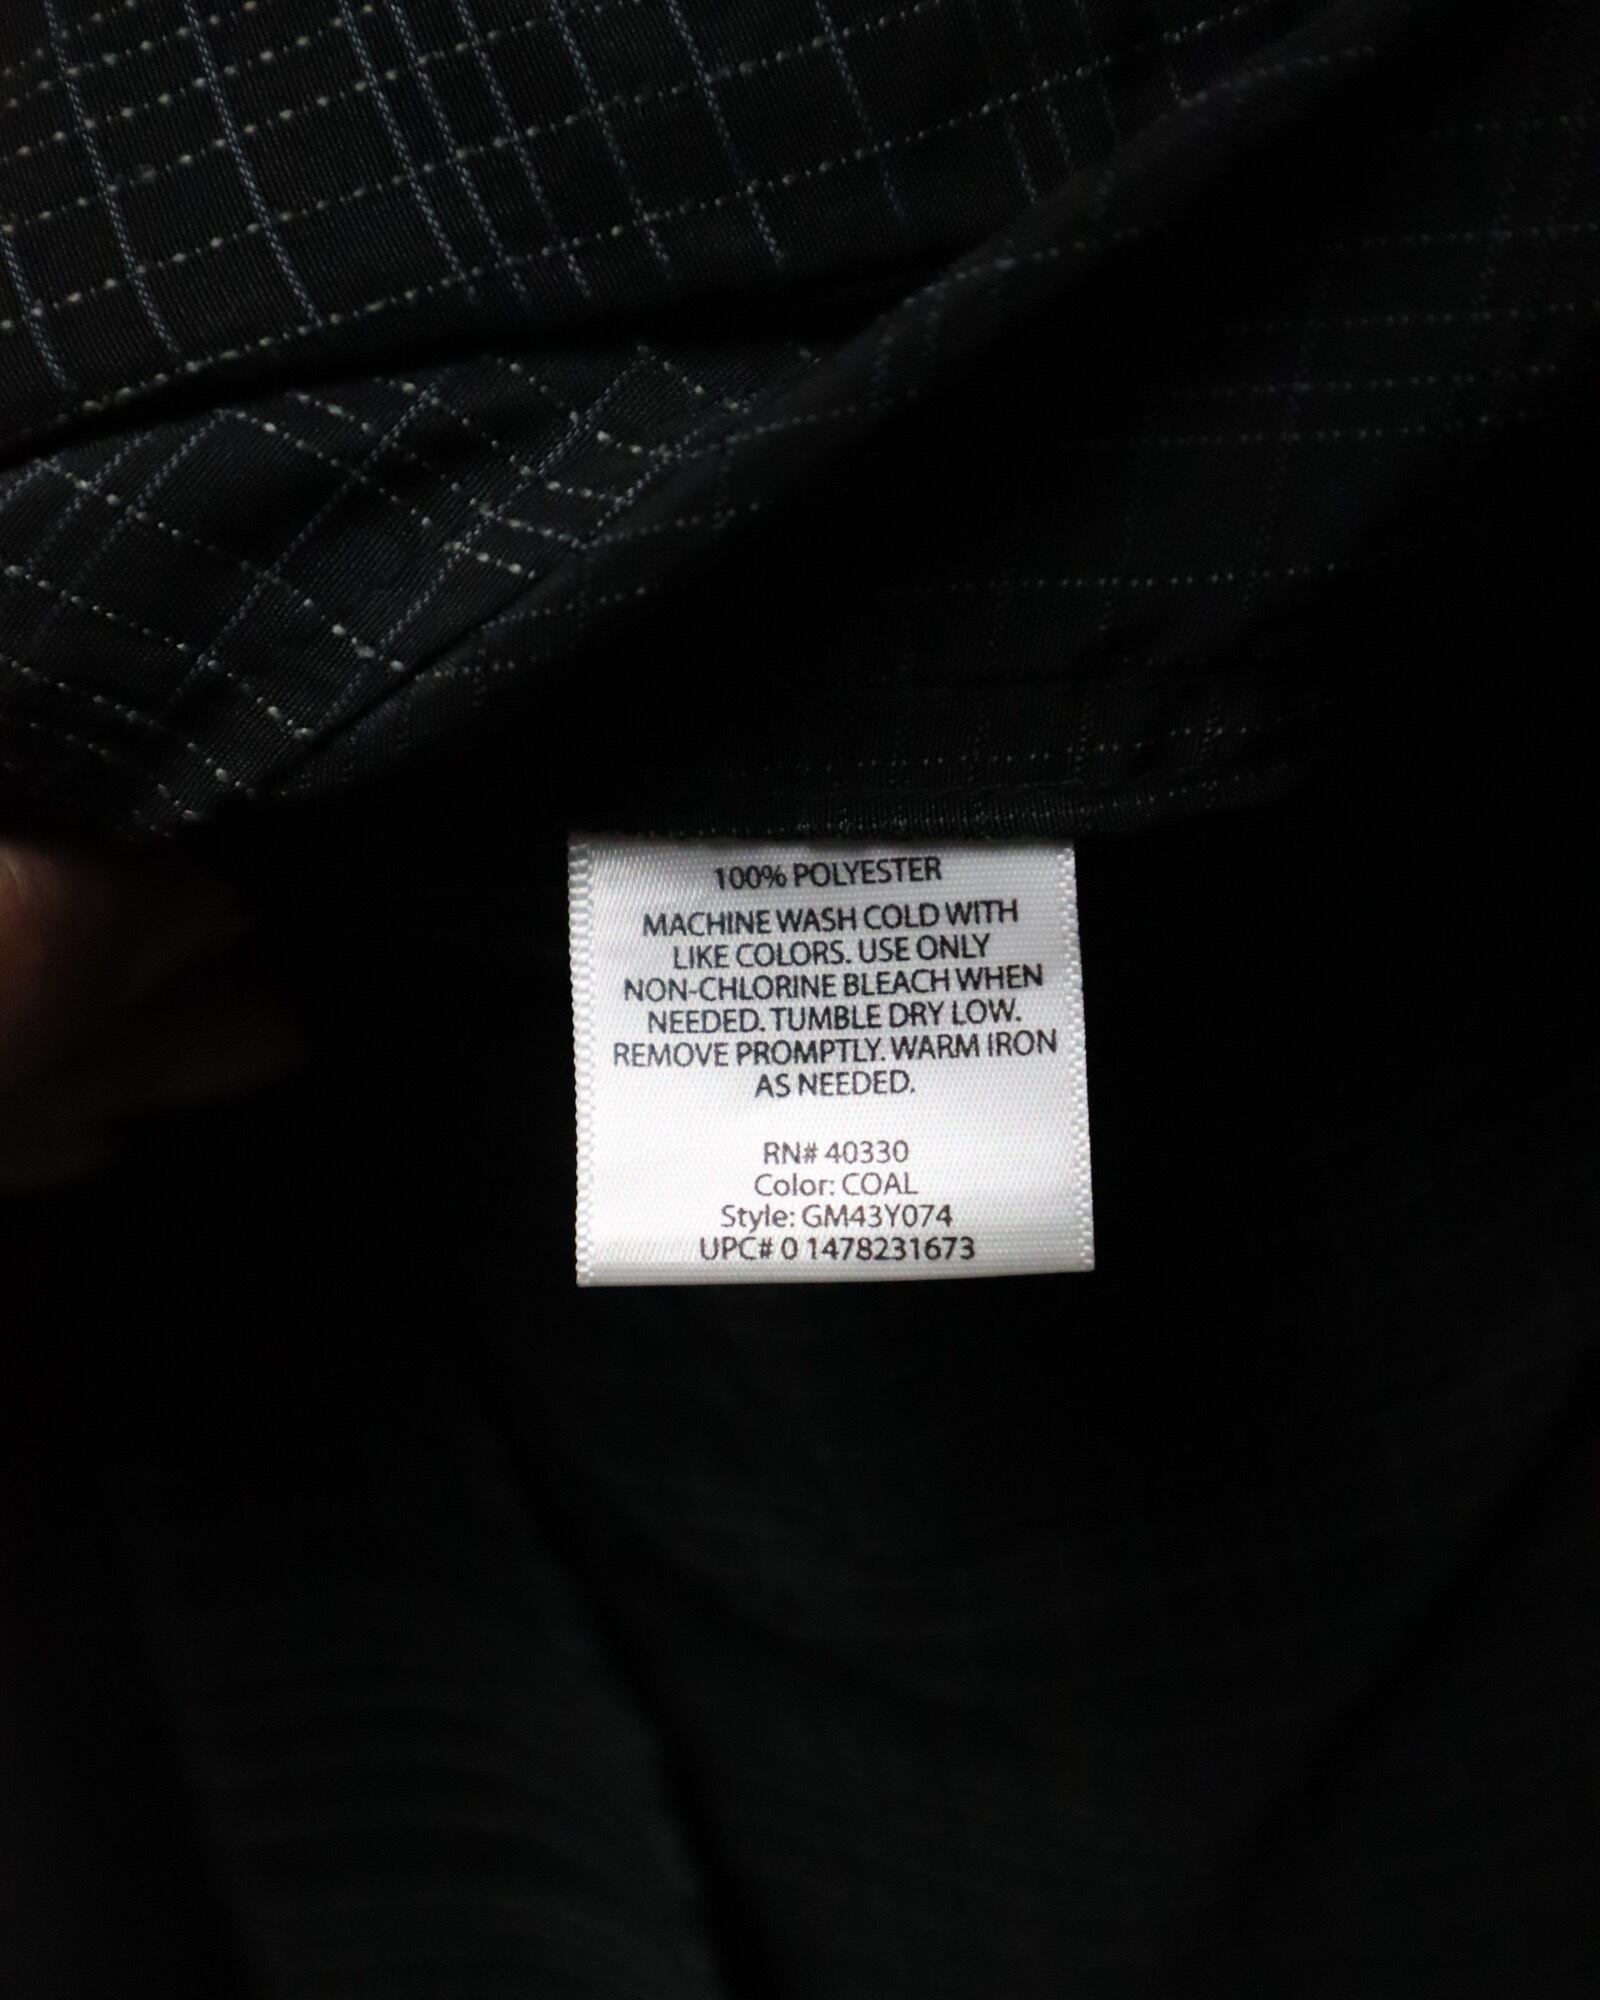 100% POLYESTER
MACHINE WASH COLD WITH
LIKE COLORS. USE ONLY
NON-CHLORINE BLEACH WHEN
NEEDED. TUMBLE DRY LOW.
REMOVE PROMPTLY. WARM IRON
AS NEEDED.
RN# 40330
Color: COAL
Style: GM43Y074
UPC# 0 1478231673